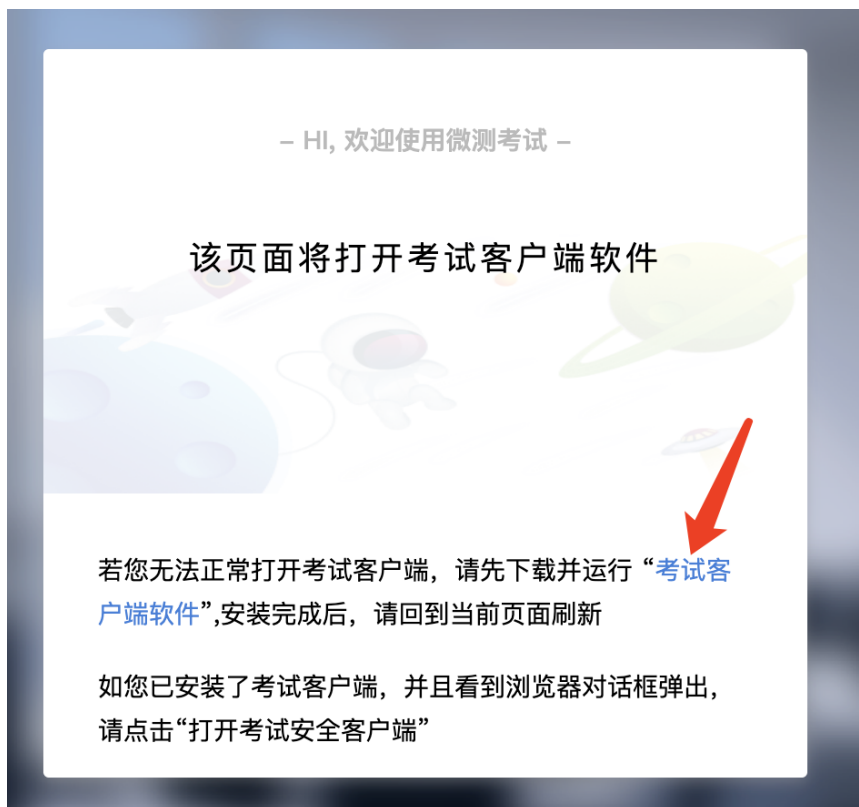 – HI, 欢迎使用微测考试 –
该页面将打开考试客户端软件
若您无法正常打开考试客户端，请先下载并运行“考试客
户端软件”,安装完成后，请回到当前页面刷新
如您已安装了考试客户端，并且看到浏览器对话框弹出，
请点击“打开考试安全客户端”